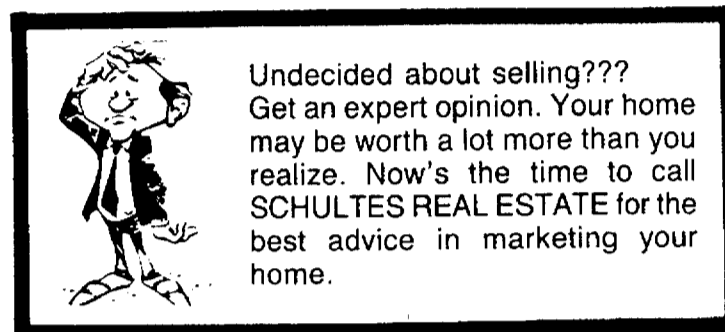 Undecided about selling???
Get an expert opinion. Your home
may be worth a lot more than you
realize. Now's the time to call
SCHULTES REAL ESTATE for the
best advice in marketing your
home.